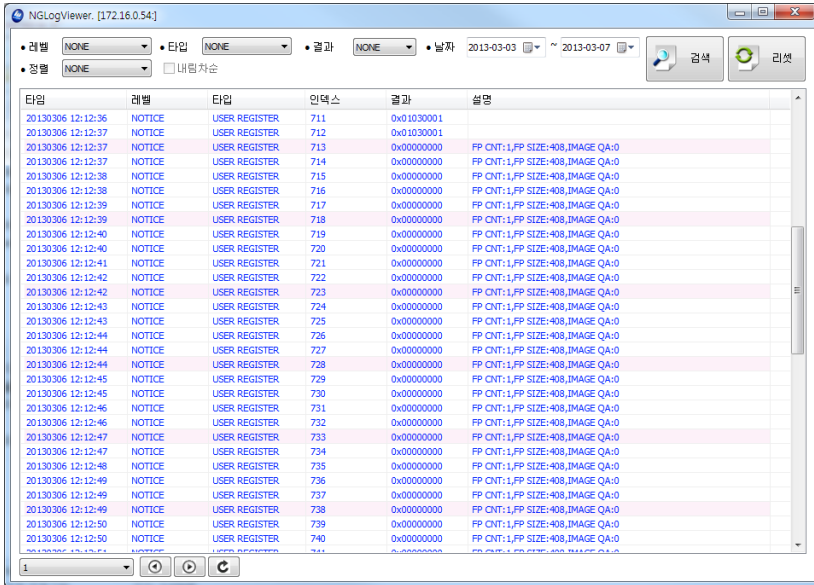 NGLogViewer. [172.16.0.54:]
• 레벨 NONE • 타입 NONE • 결과 NONE • 날짜 2013-03-03 ~ 2013-03-07 검색 리셋
• 정렬 NONE 내림차순
타임 레벨 타입 인덱스 결과 설명
20130306 12:12:36 NOTICE USER REGISTER 711 0x01030001
20130306 12:12:37 NOTICE USER REGISTER 712 0x01030001
20130306 12:12:37 NOTICE USER REGISTER 713 0x00000000 FP CNT:1,FP SIZE:408,IMAGE QA:0
20130306 12:12:37 NOTICE USER REGISTER 714 0x00000000 FP CNT:1,FP SIZE:408,IMAGE QA:0
20130306 12:12:38 NOTICE USER REGISTER 715 0x00000000 FP CNT:1,FP SIZE:408,IMAGE QA:0
20130306 12:12:38 NOTICE USER REGISTER 716 0x00000000 FP CNT:1,FP SIZE:408,IMAGE QA:0
20130306 12:12:39 NOTICE USER REGISTER 717 0x00000000 FP CNT:1,FP SIZE:408,IMAGE QA:0
20130306 12:12:39 NOTICE USER REGISTER 718 0x00000000 FP CNT:1,FP SIZE:408,IMAGE QA:0
20130306 12:12:40 NOTICE USER REGISTER 719 0x00000000 FP CNT:1,FP SIZE:408,IMAGE QA:0
20130306 12:12:40 NOTICE USER REGISTER 720 0x00000000 FP CNT:1,FP SIZE:408,IMAGE QA:0
20130306 12:12:41 NOTICE USER REGISTER 721 0x00000000 FP CNT:1,FP SIZE:408,IMAGE QA:0
20130306 12:12:42 NOTICE USER REGISTER 722 0x00000000 FP CNT:1,FP SIZE:408,IMAGE QA:0
20130306 12:12:42 NOTICE USER REGISTER 723 0x00000000 FP CNT:1,FP SIZE:408,IMAGE QA:0
20130306 12:12:43 NOTICE USER REGISTER 724 0x00000000 FP CNT:1,FP SIZE:408,IMAGE QA:0
20130306 12:12:43 NOTICE USER REGISTER 725 0x00000000 FP CNT:1,FP SIZE:408,IMAGE QA:0
20130306 12:12:44 NOTICE USER REGISTER 726 0x00000000 FP CNT:1,FP SIZE:408,IMAGE QA:0
20130306 12:12:44 NOTICE USER REGISTER 727 0x00000000 FP CNT:1,FP SIZE:408,IMAGE QA:0
20130306 12:12:44 NOTICE USER REGISTER 728 0x00000000 FP CNT:1,FP SIZE:408,IMAGE QA:0
20130306 12:12:45 NOTICE USER REGISTER 729 0x00000000 FP CNT:1,FP SIZE:408,IMAGE QA:0
20130306 12:12:45 NOTICE USER REGISTER 730 0x00000000 FP CNT:1,FP SIZE:408,IMAGE QA:0
20130306 12:12:46 NOTICE USER REGISTER 731 0x00000000 FP CNT:1,FP SIZE:408,IMAGE QA:0
20130306 12:12:46 NOTICE USER REGISTER 732 0x00000000 FP CNT:1,FP SIZE:408,IMAGE QA:0
20130306 12:12:47 NOTICE USER REGISTER 733 0x00000000 FP CNT:1,FP SIZE:408,IMAGE QA:0
20130306 12:12:47 NOTICE USER REGISTER 734 0x00000000 FP CNT:1,FP SIZE:408,IMAGE QA:0
20130306 12:12:48 NOTICE USER REGISTER 735 0x00000000 FP CNT:1,FP SIZE:408,IMAGE QA:0
20130306 12:12:49 NOTICE USER REGISTER 736 0x00000000 FP CNT:1,FP SIZE:408,IMAGE QA:0
20130306 12:12:49 NOTICE USER REGISTER 737 0x00000000 FP CNT:1,FP SIZE:408,IMAGE QA:0
20130306 12:12:49 NOTICE USER REGISTER 738 0x00000000 FP CNT:1,FP SIZE:408,IMAGE QA:0
20130306 12:12:50 NOTICE USER REGISTER 739 0x00000000 FP CNT:1,FP SIZE:408,IMAGE QA:0
20130306 12:12:50 NOTICE USER REGISTER 740 0x00000000 FP CNT:1,FP SIZE:408,IMAGE QA:0
1